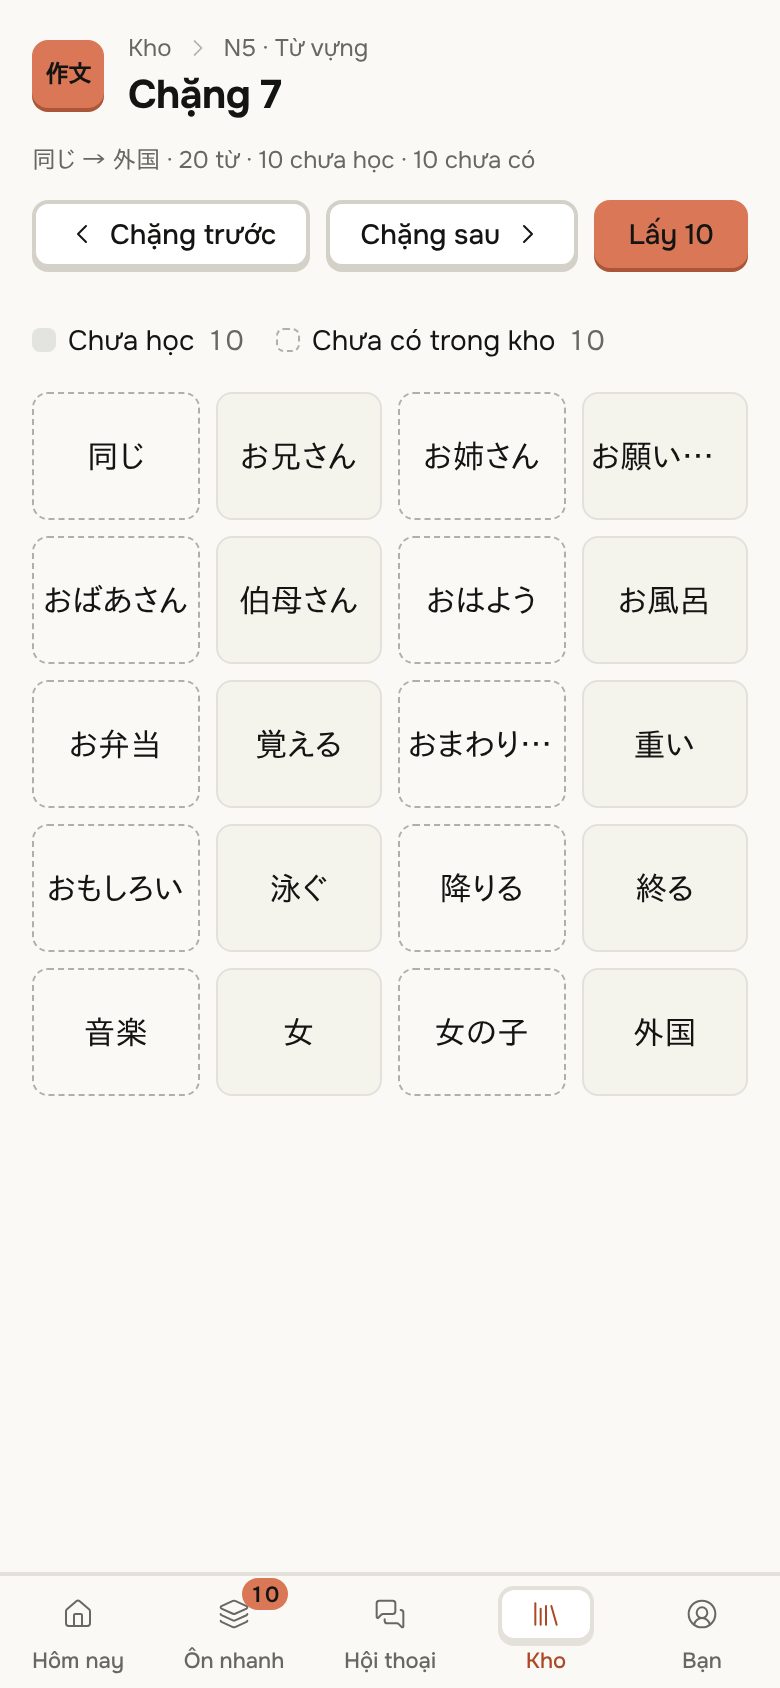 作文
Kho > N5 · Từ vựng
Chặng 7
同じ → 外国 · 20 từ · 10 chưa học · 10 chưa có
Chặng trước
Chặng sau
Lấy 10
Chưa học 10
Chưa có trong kho 10
同じ
お兄さん
お姉さん
お願い…
おばあさん
伯母さん
おはよう
お風呂
お弁当
覚える
おまわり…
重い
おもしろい
泳ぐ
降りる
終る
音楽
女
女の子
外国
10
Hôm nay
Ôn nhanh
Hội thoại
Kho
Bạn